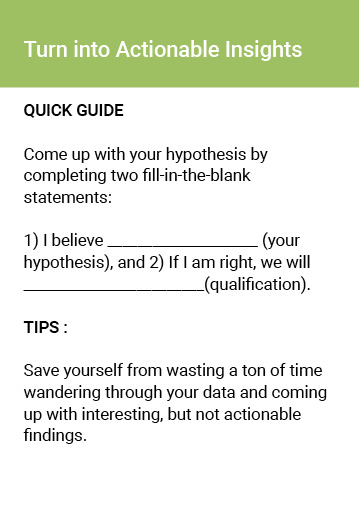 Turn into Actionable Insights
QUICK GUIDE
Come up with your hypothesis by
completing two fill-in-the-blank
statements:
1) I believe __________________ (your
hypothesis), and 2) If I am right, we will
______________________(qualification).
TIPS :
Save yourself from wasting a ton of time
wandering through your data and coming
up with interesting, but not actionable
findings.